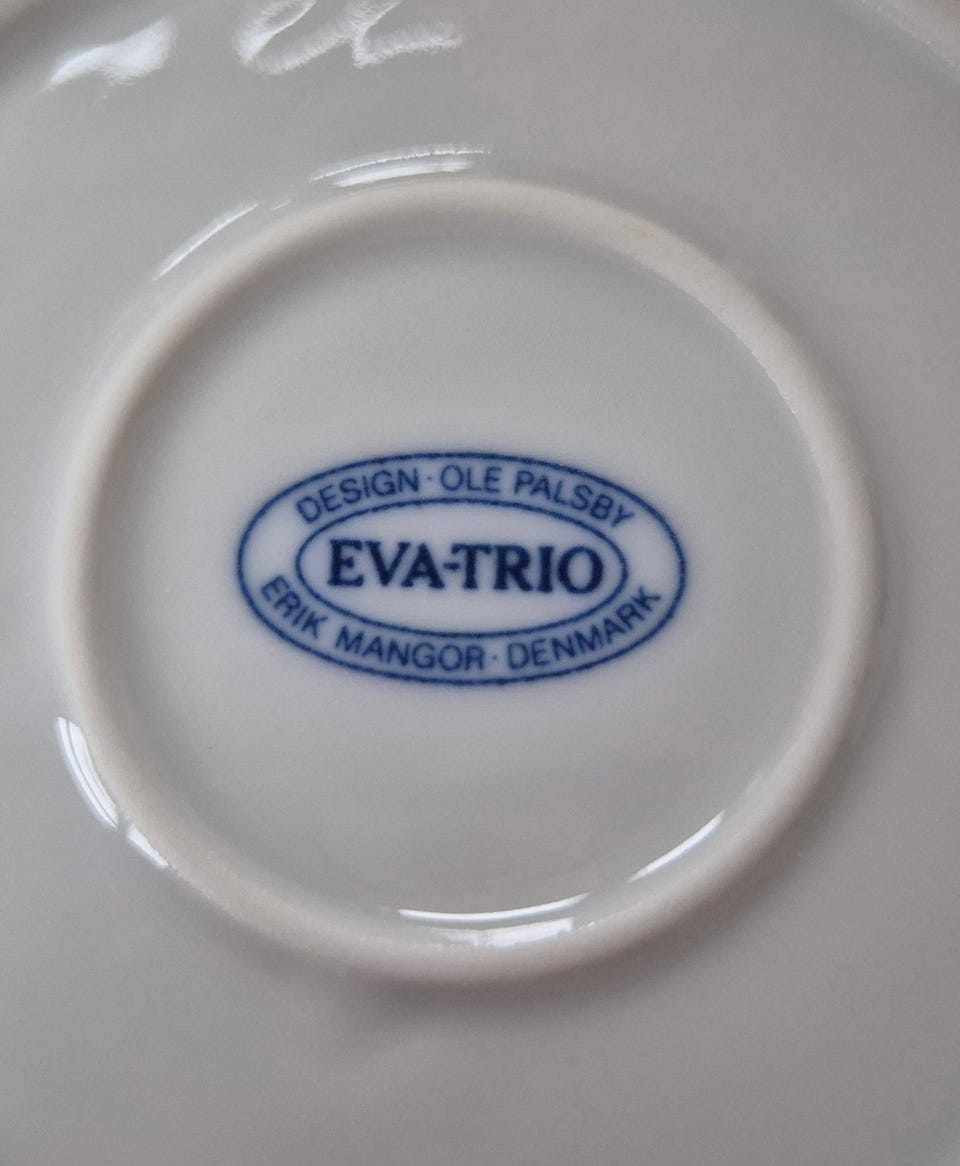 DESIGN · OLE PALSBY
EVA-TRIO
ERIK MANGOR · DENMARK